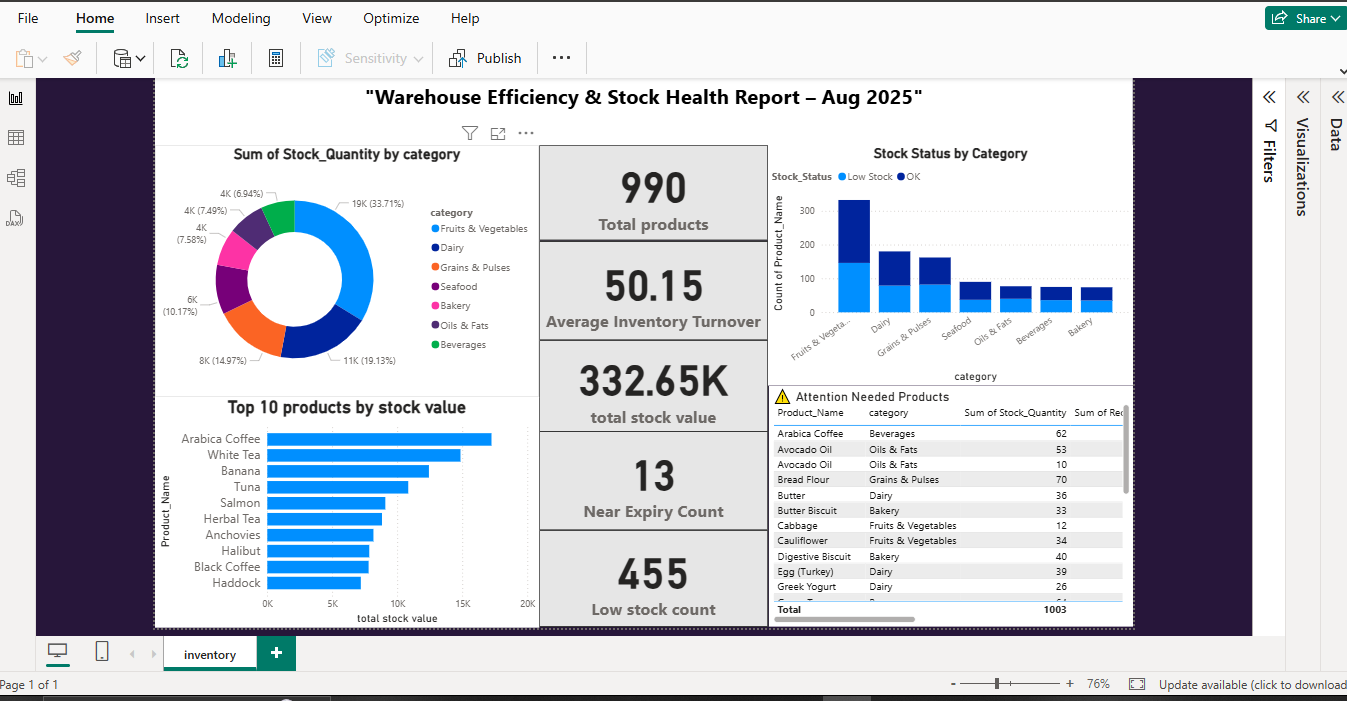 File Home Insert Modeling View Optimize Help
Share
Sensitivity
Publish
"Warehouse Efficiency & Stock Health Report – Aug 2025"
Sum of Stock_Quantity by category
4K (6.94%)
4K (7.49%)
4K
(7.58%)
6K
(10.17%)
8K (14.97%)
11K (19.13%)
19K (33.71%)
category
Fruits & Vegetables
Dairy
Grains & Pulses
Seafood
Bakery
Oils & Fats
Beverages
Top 10 products by stock value
Product_Name
Arabica Coffee
White Tea
Banana
Tuna
Salmon
Herbal Tea
Anchovies
Halibut
Black Coffee
Haddock
0K 5K 10K 15K 20K
total stock value
990
Total products
50.15
Average Inventory Turnover
332.65K
total stock value
13
Near Expiry Count
455
Low stock count
Stock Status by Category
Stock_Status Low Stock OK
Count of Product_Name
300
200
100
0
Fruits & Vegeta... Dairy Grains & Pulses Seafood Oils & Fats Beverages Bakery
category
Attention Needed Products
Product_Name category Sum of Stock_Quantity Sum of
Arabica Coffee Beverages 62
Avocado Oil Oils & Fats 53
Avocado Oil Oils & Fats 10
Bread Flour Grains & Pulses 70
Butter Dairy 36
Butter Biscuit Bakery 33
Cabbage Fruits & Vegetables 12
Cauliflower Fruits & Vegetables 34
Digestive Biscuit Bakery 40
Egg (Turkey) Dairy 39
Greek Yogurt Dairy 26
Total 1003
Filters
Visualizations
Data
DAX
inventory
Page 1 of 1
- + 76%
Update available (click to download